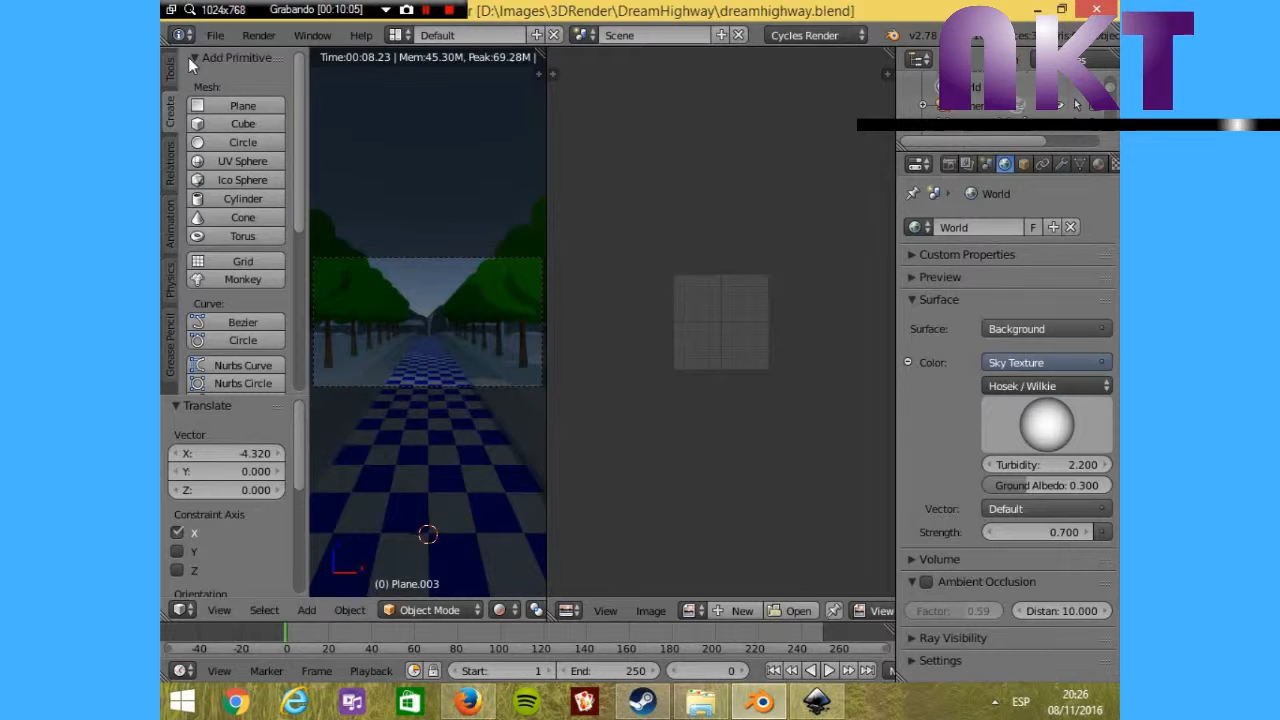 1024x768 Grabando [00:10:05] r [D:\Images\3DRender\DreamHighway\dreamhighway.blend]
File Render Window Help Default Scene Cycles Render v2.78
AKT
Time:00:08.23 | Mem:45.30M, Peak:69.28M |
Tools
Create
Relations
Animation
Physics
Grease Pencil
Add Primitive
Mesh:
Plane
Cube
Circle
UV Sphere
Ico Sphere
Cylinder
Cone
Torus
Grid
Monkey
Curve:
Bezier
Circle
Nurbs Curve
Nurbs Circle
Translate
Vector
X: -4.320
Y: 0.000
Z: 0.000
Constraint Axis
X
Y
Z
Orientation
(0) Plane.003
View Select Add Object Object Mode
View Image New Open View
World
World F
Custom Properties
Preview
Surface
Surface: Background
Color: Sky Texture
Hosek / Wilkie
Turbidity: 2.200
Ground Albedo: 0.300
Vector: Default
Strength: 0.700
Volume
Ambient Occlusion
Factor: 0.59 Distan: 10.000
Ray Visibility
Settings
-40 -20 0 20 40 60 80 100 120 140 160 180 200 220 240 260
View Marker Frame Playback Start: 1 End: 250 0
ESP
20:26
08/11/2016